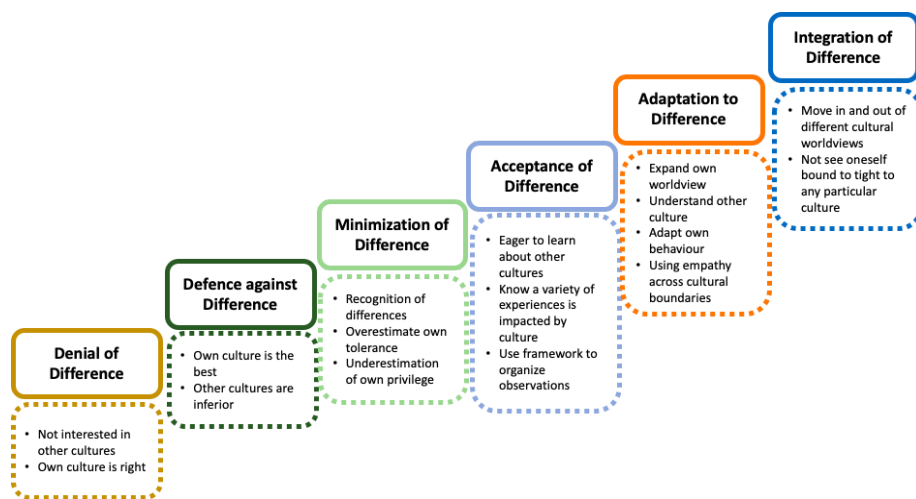 Denial of
Difference
• Not interested in
other cultures
• Own culture is right
Defence against
Difference
• Own culture is the
best
• Other cultures are
inferior
Minimization of
Difference
• Recognition of
differences
• Overestimate own
tolerance
• Underestimation
of own privilege
Acceptance of
Difference
• Eager to learn
about other
cultures
• Know a variety of
experiences is
impacted by
culture
• Use framework to
organize
observations
Adaptation to
Difference
• Expand own
worldview
• Understand other
culture
• Adapt own
behaviour
• Using empathy
across cultural
boundaries
Integration of
Difference
• Move in and out of
different cultural
worldviews
• Not see oneself
bound to tight to
any particular
culture